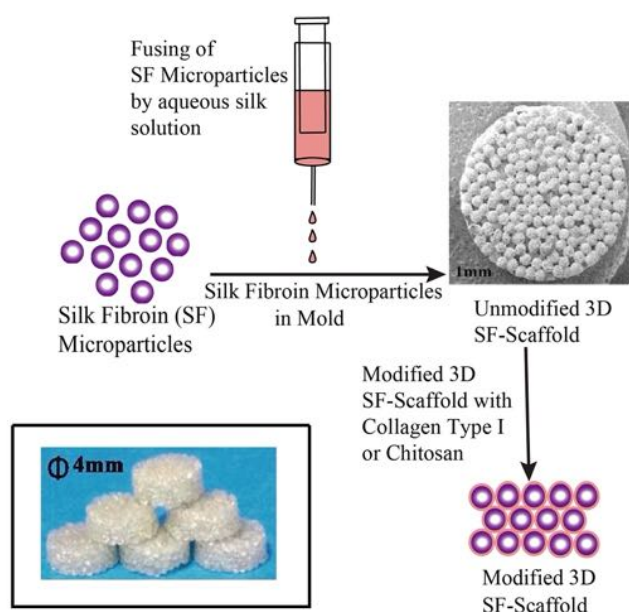 Fusing of
SF Microparticles
by aqueous silk
solution
Silk Fibroin (SF)
Microparticles
Silk Fibroin Microparticles
in Mold
1mm
Unmodified 3D
SF-Scaffold
Modified 3D
SF-Scaffold with
Collagen Type I
or Chitosan
Φ 4mm
Modified 3D
SF-Scaffold